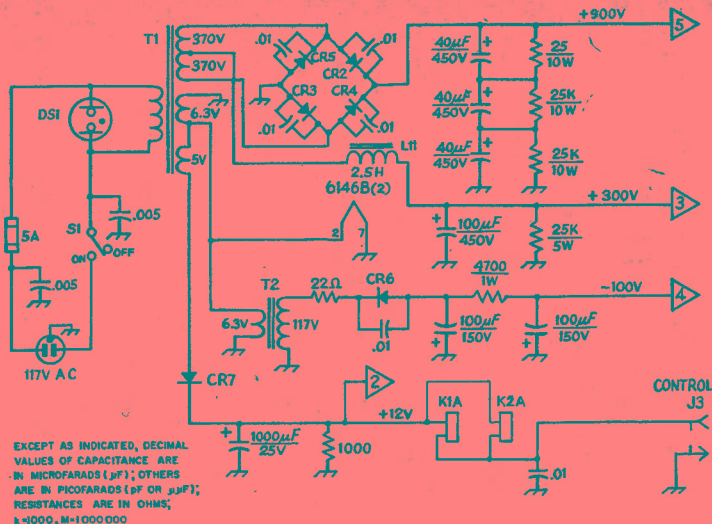 +900V
5
T1
370V
370V
.01
CR5
CR2
CR3
CR4
.01
.01
.01
40µF
450V
25
10W
40µF
450V
25K
10W
40µF
450V
25K
10W
DS1
6.3V
5V
L11
2.5H
6146B(2)
+300V
3
.005
5A
S1
ON
OFF
2
7
100µF
450V
25K
5W
.005
117V AC
T2
22Ω
CR6
4700
1W
~100V
4
6.3V
117V
.01
100µF
150V
100µF
150V
CR7
2
+12V
K1A
K2A
CONTROL
J3
1000µF
25V
1000
.01
EXCEPT AS INDICATED, DECIMAL
VALUES OF CAPACITANCE ARE
IN MICROFARADS (µF); OTHERS
ARE IN PICOFARADS (pF OR µµF);
RESISTANCES ARE IN OHMS;
k=1000, M=1000000